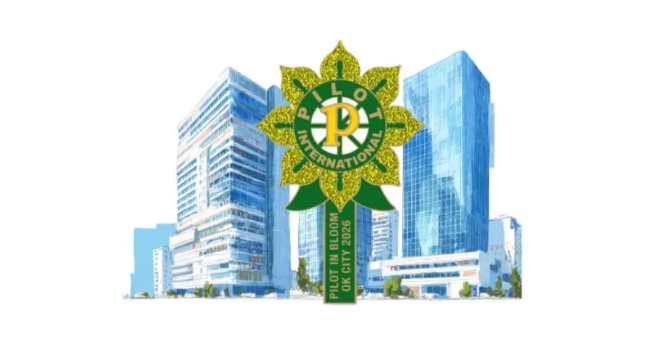 PILOT
P
INTERNATIONAL
PILOT IN BLOOM
OK CITY 2026